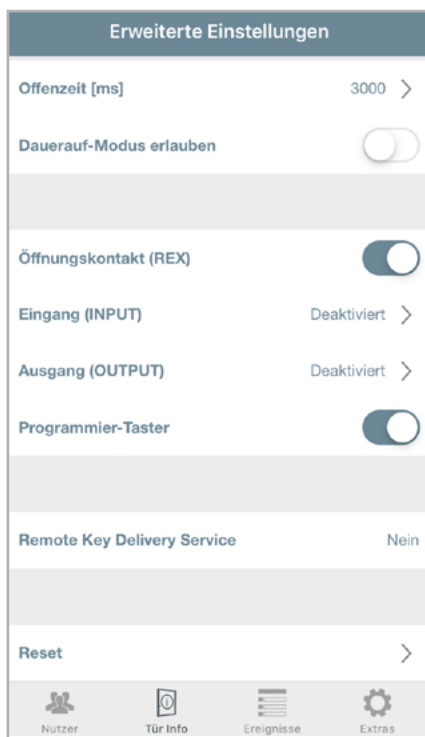 Erweiterte Einstellungen
Offenzeit [ms] 3000
Dauerauf-Modus erlauben
Öffnungskontakt (REX)
Eingang (INPUT) Deaktiviert
Ausgang (OUTPUT) Deaktiviert
Programmier-Taster
Remote Key Delivery Service Nein
Reset
Nutzer Tür Info Ereignisse Extras